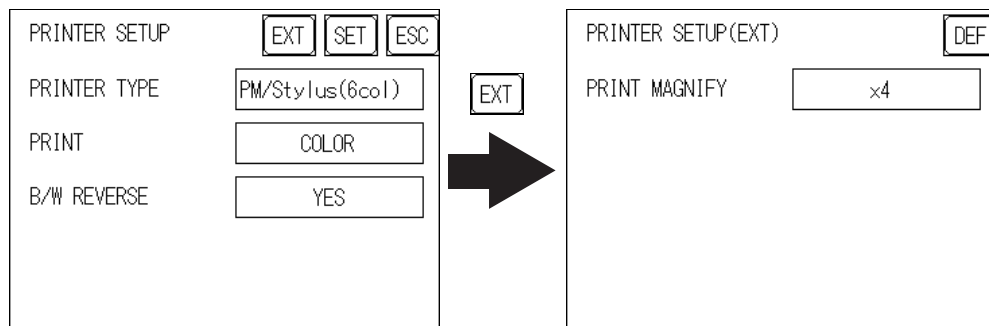 PRINTER SETUP EXT SET ESC
PRINTER TYPE PM/Stylus(6col)
PRINT COLOR
B/W REVERSE YES
EXT
PRINTER SETUP(EXT) DEF
PRINT MAGNIFY ×4